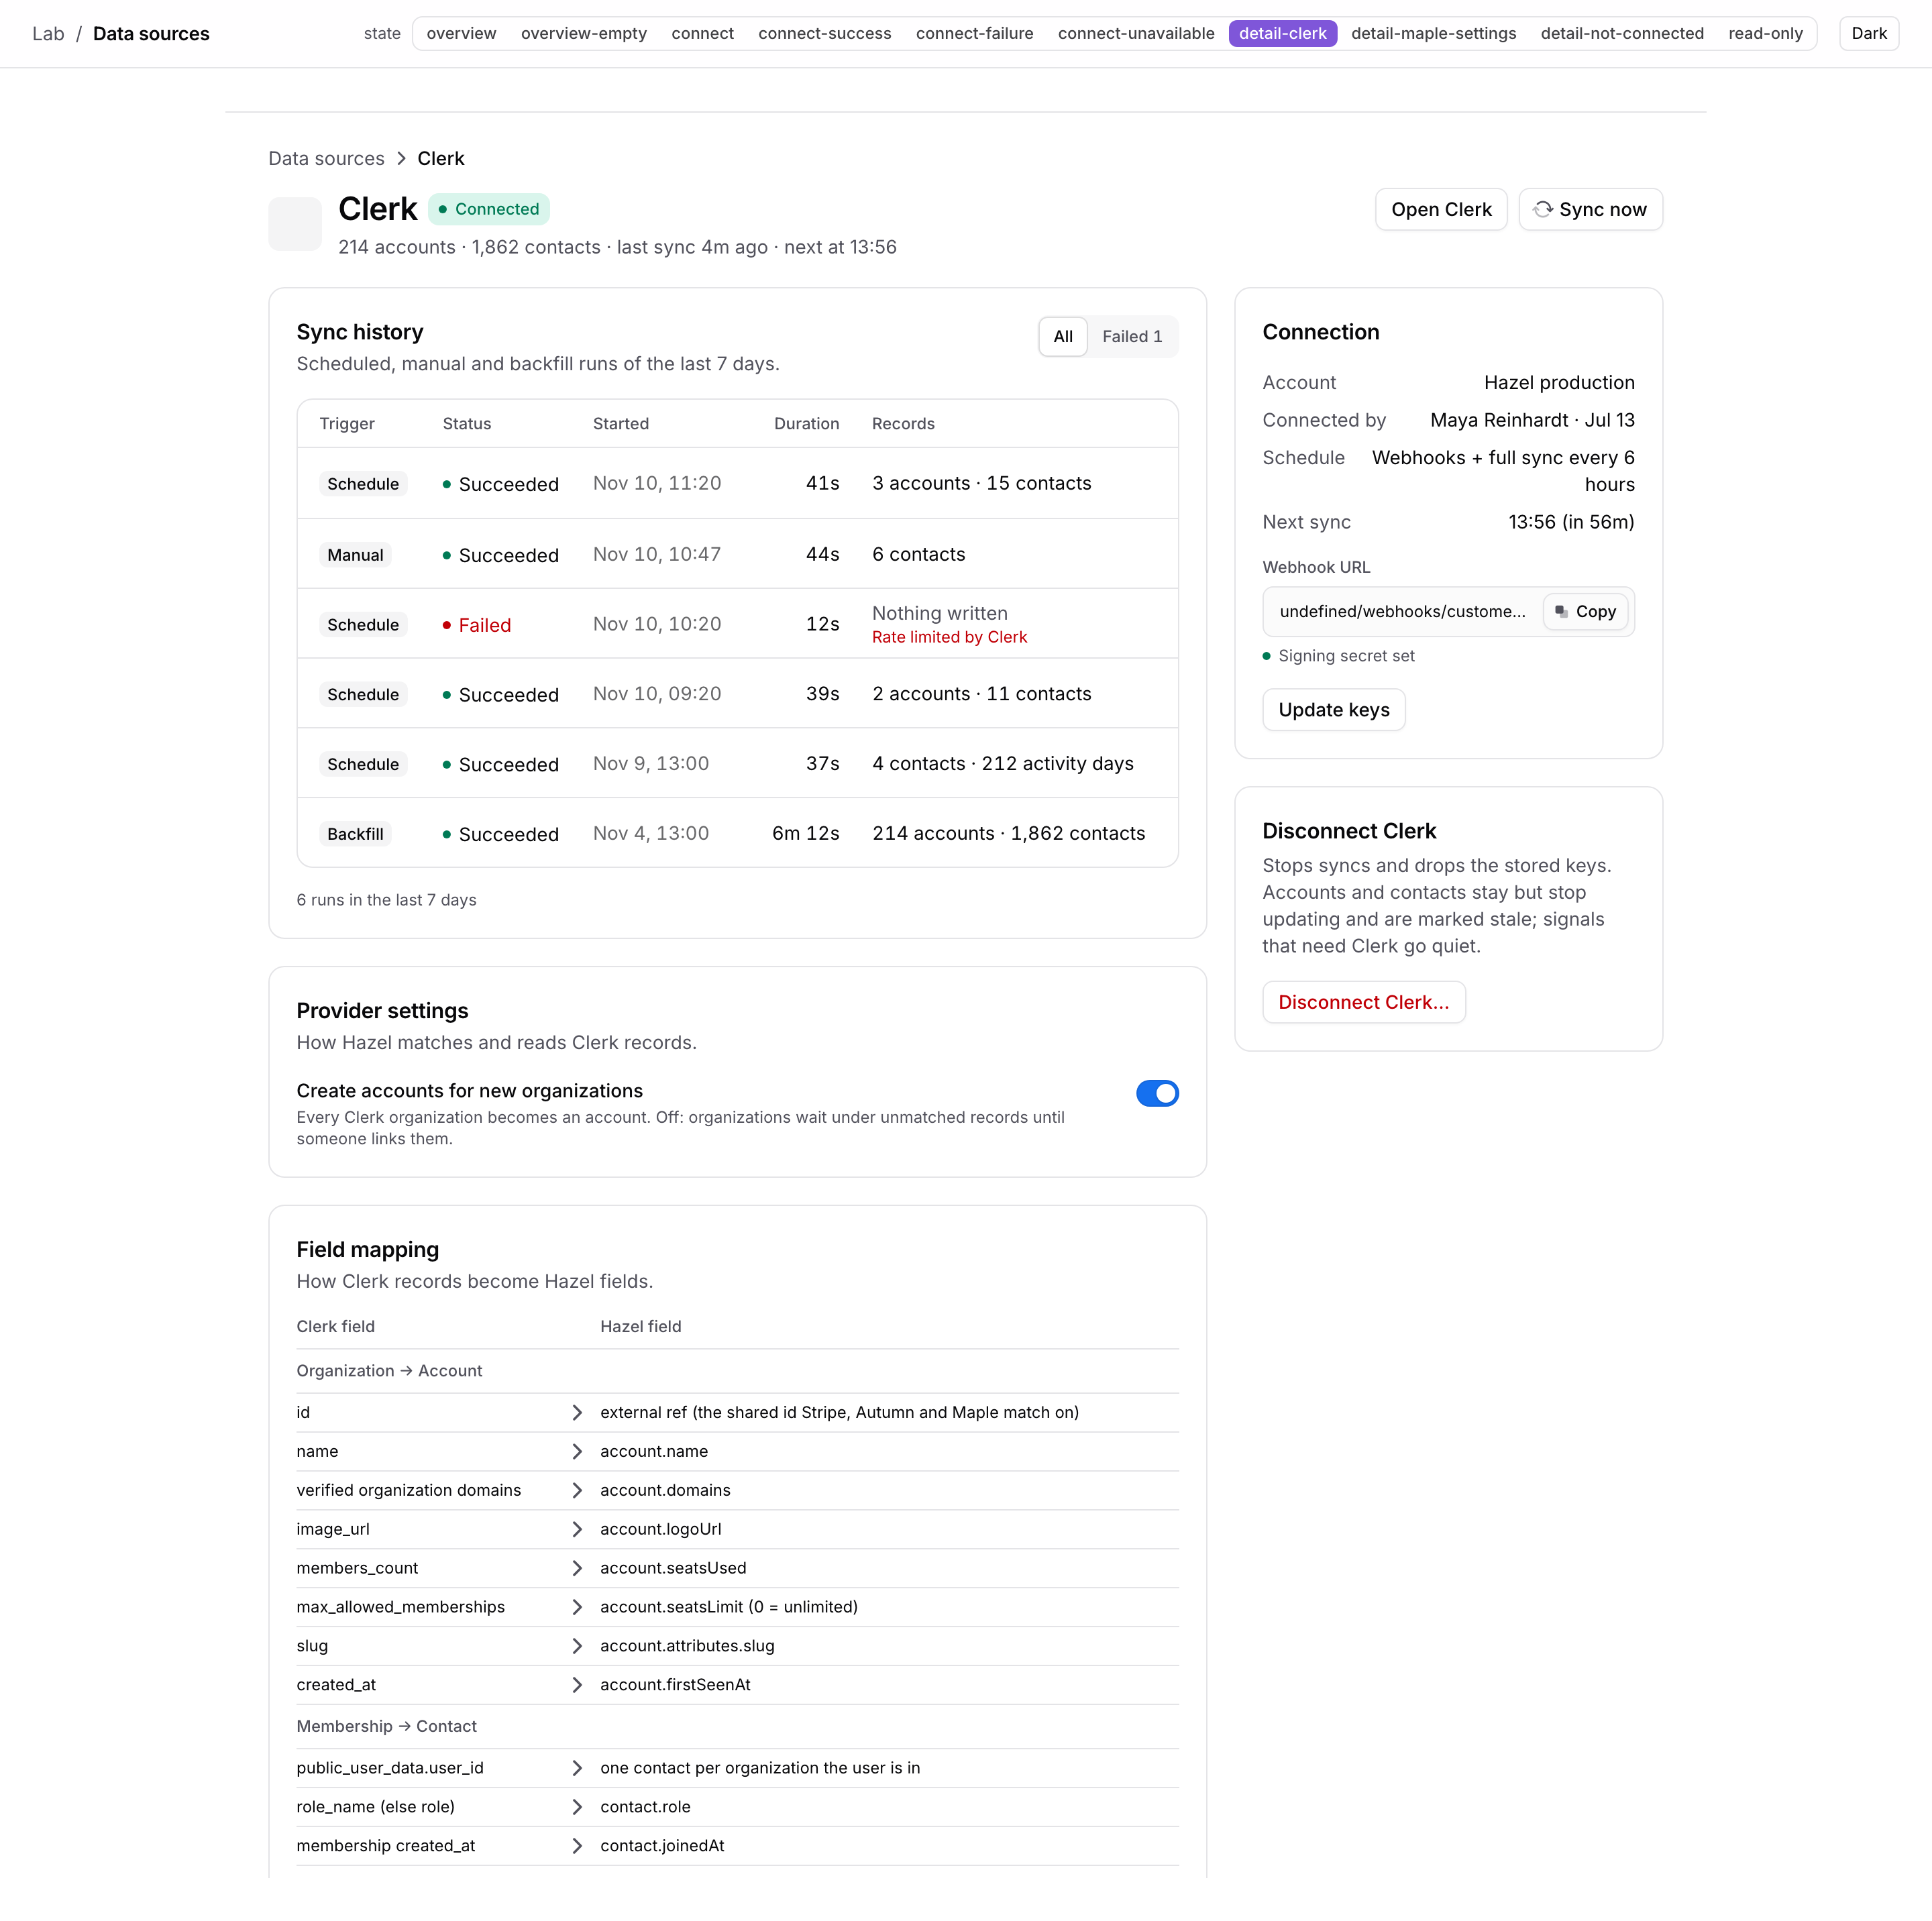 Lab / Data sources
state overview overview-empty connect connect-success connect-failure connect-unavailable detail-clerk detail-maple-settings detail-not-connected read-only Dark
Data sources > Clerk
Clerk Connected
214 accounts · 1,862 contacts · last sync 4m ago · next at 13:56
Open Clerk Sync now
Sync history
Scheduled, manual and backfill runs of the last 7 days.
All Failed 1
Trigger Status Started Duration Records
Schedule Succeeded Nov 10, 11:20 41s 3 accounts · 15 contacts
Manual Succeeded Nov 10, 10:47 44s 6 contacts
Schedule Failed Nov 10, 10:20 12s Nothing written
Rate limited by Clerk
Schedule Succeeded Nov 10, 09:20 39s 2 accounts · 11 contacts
Schedule Succeeded Nov 9, 13:00 37s 4 contacts · 212 activity days
Backfill Succeeded Nov 4, 13:00 6m 12s 214 accounts · 1,862 contacts
6 runs in the last 7 days
Provider settings
How Hazel matches and reads Clerk records.
Create accounts for new organizations
Every Clerk organization becomes an account. Off: organizations wait under unmatched records until
someone links them.
Field mapping
How Clerk records become Hazel fields.
Clerk field Hazel field
Organization → Account
id external ref (the shared id Stripe, Autumn and Maple match on)
name account.name
verified organization domains account.domains
image_url account.logoUrl
members_count account.seatsUsed
max_allowed_memberships account.seatsLimit (0 = unlimited)
slug account.attributes.slug
created_at account.firstSeenAt
Membership → Contact
public_user_data.user_id one contact per organization the user is in
role_name (else role) contact.role
membership created_at contact.joinedAt
Connection
Account Hazel production
Connected by Maya Reinhardt · Jul 13
Schedule Webhooks + full sync every 6
hours
Next sync 13:56 (in 56m)
Webhook URL
undefined/webhooks/custome... Copy
Signing secret set
Update keys
Disconnect Clerk
Stops syncs and drops the stored keys.
Accounts and contacts stay but stop
updating and are marked stale; signals
that need Clerk go quiet.
Disconnect Clerk...